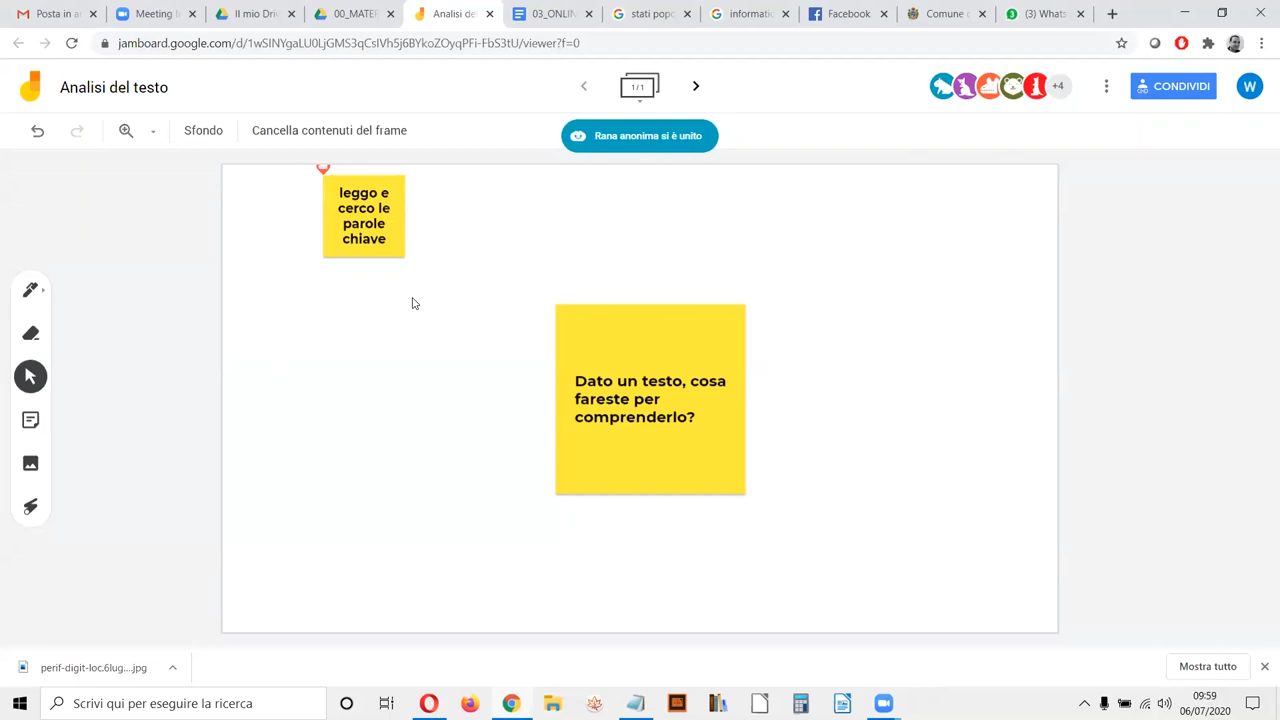 Posta in ar
Meeting I
Il mio Driv
00_MATER
Analisi del
03_ONLIN
stati popo
informatio
Facebook
Comune d
(3) Whats
jamboard.google.com/d/1wSINYgaLU0LjGMS3qCsIVh5j6BYkoZOyqPFi-FbS3tU/viewer?f=0
Analisi del testo
1/1
+4
CONDIVIDI
W
Sfondo
Cancella contenuti del frame
Rana anonima si è unito
leggo e
cerco le
parole
chiave
Dato un testo, cosa
fareste per
comprenderlo?
perif-digit-loc.6lug....jpg
Mostra tutto
Scrivi qui per eseguire la ricerca
09:59
06/07/2020